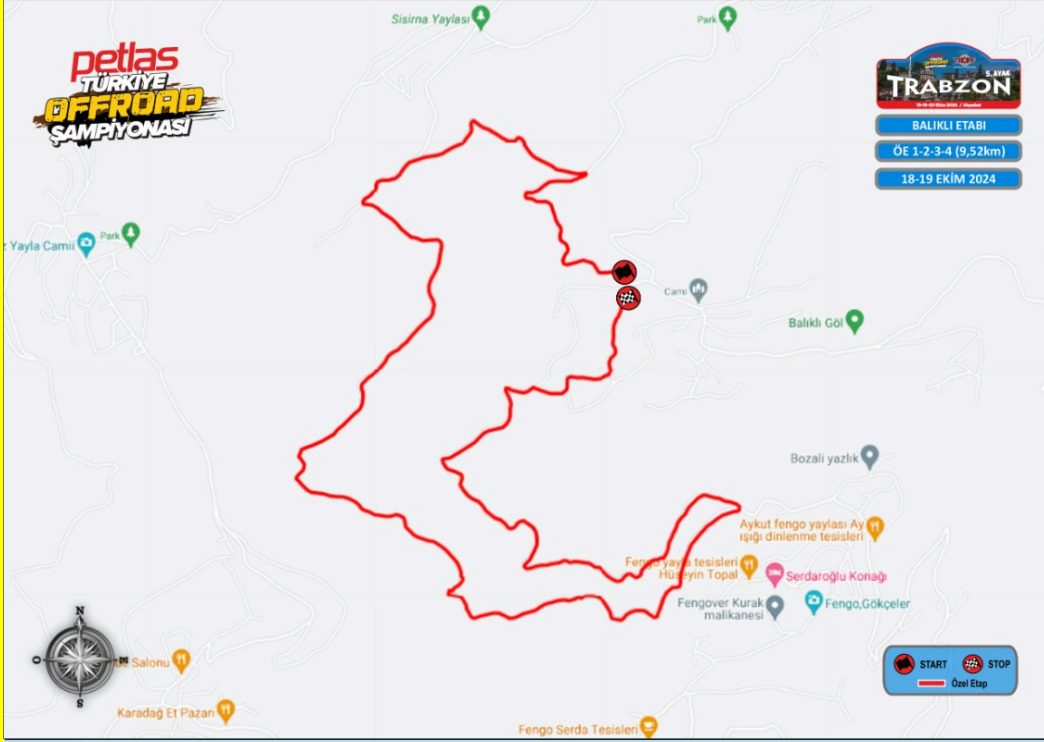 Sisirna Yaylası
Park
petlas
TÜRKİYE
OFFROAD
ŞAMPİYONASI
5.AYAK
TRABZON
BALIKLI ETABI
ÖE 1-2-3-4 (9,52km)
18-19 EKİM 2024
Park
z Yayla Camii
Cami
Balıklı Göl
Bozali yazlık
Aykut fengo yaylası Ay
ışığı dinlenme tesisleri
Fengo yayla tesisleri
Hüseyin Topal
Serdaroğlu Konağı
Fengover Kurak
malikanesi
Fengo,Gökçeler
N
O
E
S
Salonu
Karadağ Et Pazarı
Fengo Serda Tesisleri
START
STOP
Özel Etap